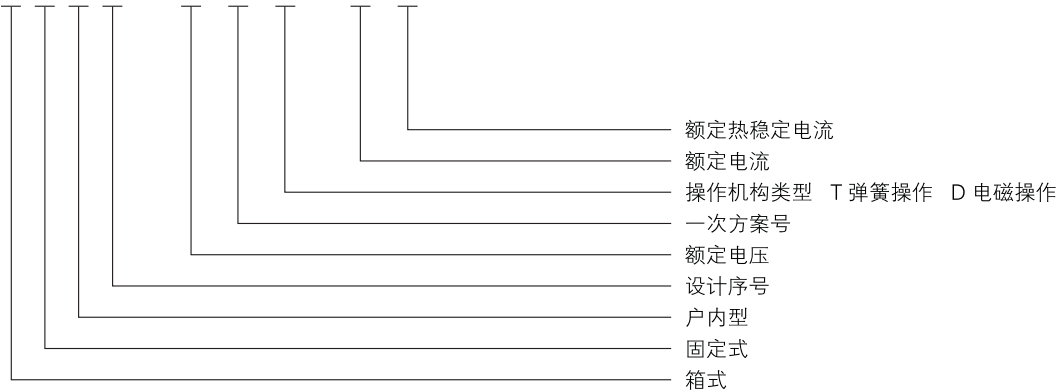 额定热稳定电流
额定电流
操作机构类型 T 弹簧操作 D 电磁操作
一次方案号
额定电压
设计序号
户内型
固定式
箱式